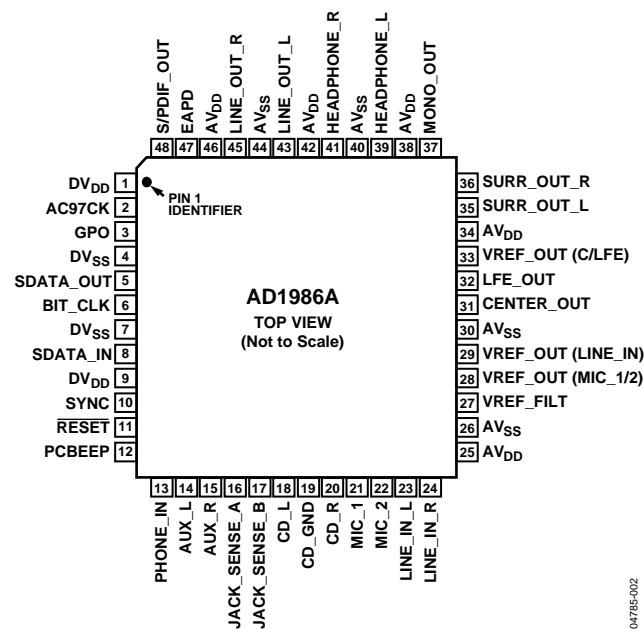 S/PDIF_OUT
EAPD
AVDD
LINE_OUT_R
AVSS
LINE_OUT_L
AVDD
HEADPHONE_R
AVSS
HEADPHONE_L
AVDD
MONO_OUT
48 47 46 45 44 43 42 41 40 39 38 37
DVDD 1
AC97CK 2
GPO 3
DVSS 4
SDATA_OUT 5
BIT_CLK 6
DVSS 7
SDATA_IN 8
DVDD 9
SYNC 10
RESET 11
PCBEEP 12
PIN 1
IDENTIFIER
AD1986A
TOP VIEW
(Not to Scale)
36 SURR_OUT_R
35 SURR_OUT_L
34 AVDD
33 VREF_OUT (C/LFE)
32 LFE_OUT
31 CENTER_OUT
30 AVSS
29 VREF_OUT (LINE_IN)
28 VREF_OUT (MIC_1/2)
27 VREF_FILT
26 AVSS
25 AVDD
13 14 15 16 17 18 19 20 21 22 23 24
PHONE_IN
AUX_L
AUX_R
JACK_SENSE_A
JACK_SENSE_B
CD_L
CD_GND
CD_R
MIC_1
MIC_2
LINE_IN_L
LINE_IN_R
04785-002